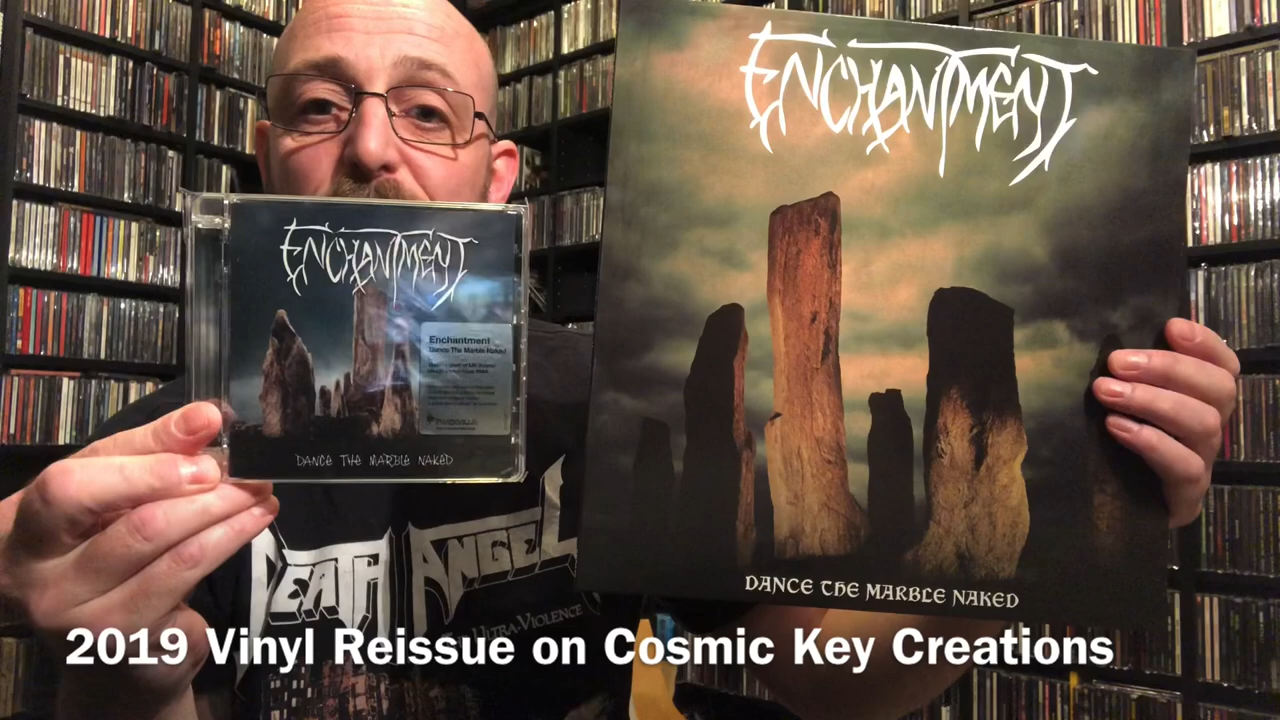 ENCHANTMENT
DANCE THE MARBLE NAKED
ENCHANTMENT
Enchantment
Dance The Marble Naked
DANCE THE MARBLE NAKED
DEATH ANGEL
ULTRA-VIOLENCE
2019 Vinyl Reissue on Cosmic Key Creations